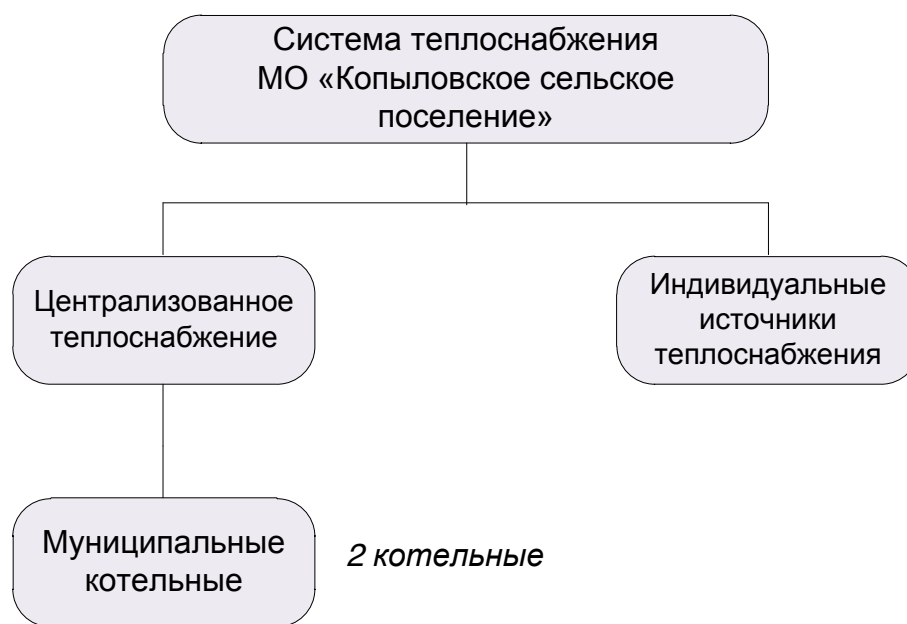 Система теплоснабжения
МО «Копыловское сельское
поселение»
Централизованное
теплоснабжение
Индивидуальные
источники
теплоснабжения
Муниципальные
котельные
2 котельные